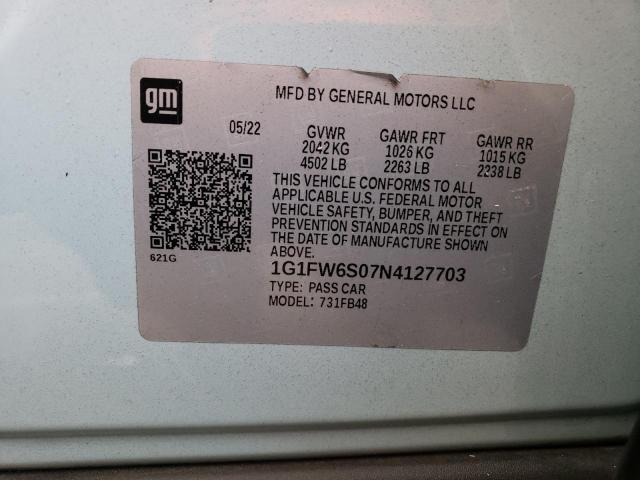 gm
MFD BY GENERAL MOTORS LLC
05/22 GVWR GAWR FRT GAWR RR
2042 KG 1026 KG 1015 KG
4502 LB 2263 LB 2238 LB
THIS VEHICLE CONFORMS TO ALL
APPLICABLE U.S. FEDERAL MOTOR
VEHICLE SAFETY, BUMPER, AND THEFT
PREVENTION STANDARDS IN EFFECT ON
THE DATE OF MANUFACTURE SHOWN
ABOVE.
621G
1G1FW6S07N4127703
TYPE: PASS CAR
MODEL: 731FB48